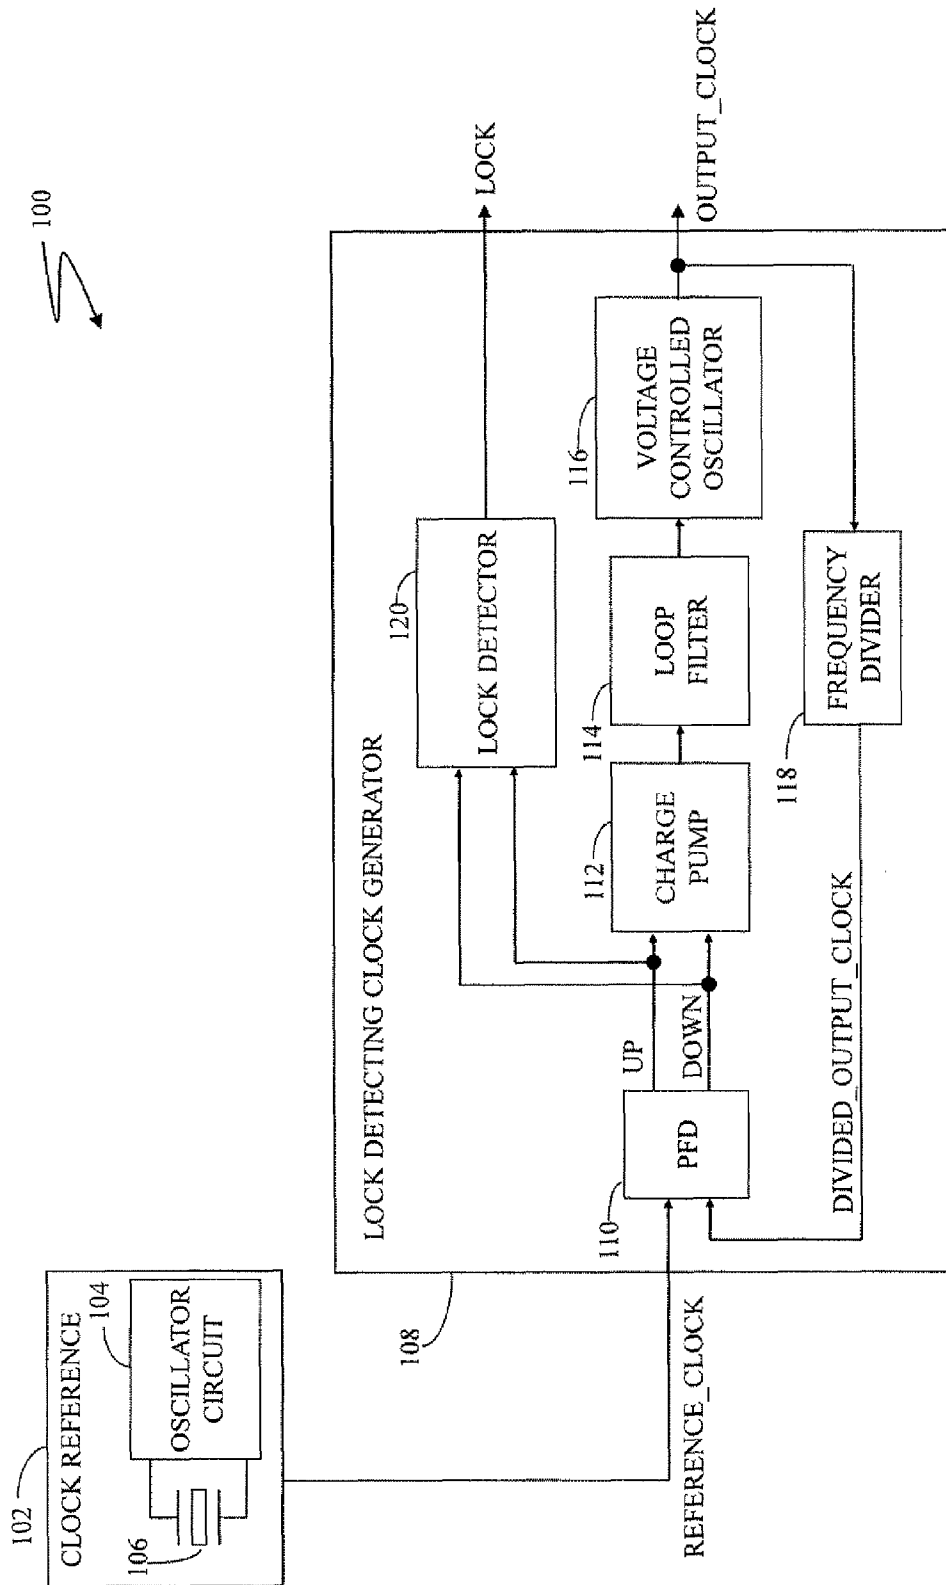 100
102
CLOCK REFERENCE
104
OSCILLATOR
CIRCUIT
106
REFERENCE_CLOCK
108
LOCK DETECTING CLOCK GENERATOR
120
LOCK DETECTOR
LOCK
110
PFD
UP
DOWN
112
CHARGE
PUMP
114
LOOP
FILTER
116
VOLTAGE
CONTROLLED
OSCILLATOR
OUTPUT_CLOCK
118
FREQUENCY
DIVIDER
DIVIDED_OUTPUT_CLOCK